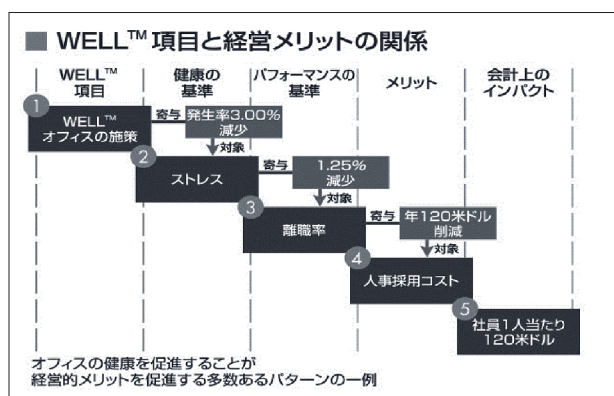 WELL™ 項目と経営メリットの関係
WELL™
項目
健康の
基準
パフォーマンスの
基準
メリット
会計上の
インパクト
1
WELL™
オフィスの施策
寄与
発生率3.00%
減少
対象
2
ストレス
寄与
1.25%
減少
対象
3
離職率
寄与
年120米ドル
削減
対象
4
人事採用コスト
5
社員1人当たり
120米ドル
オフィスの健康を促進することが
経営的メリットを促進する多数あるパターンの一例